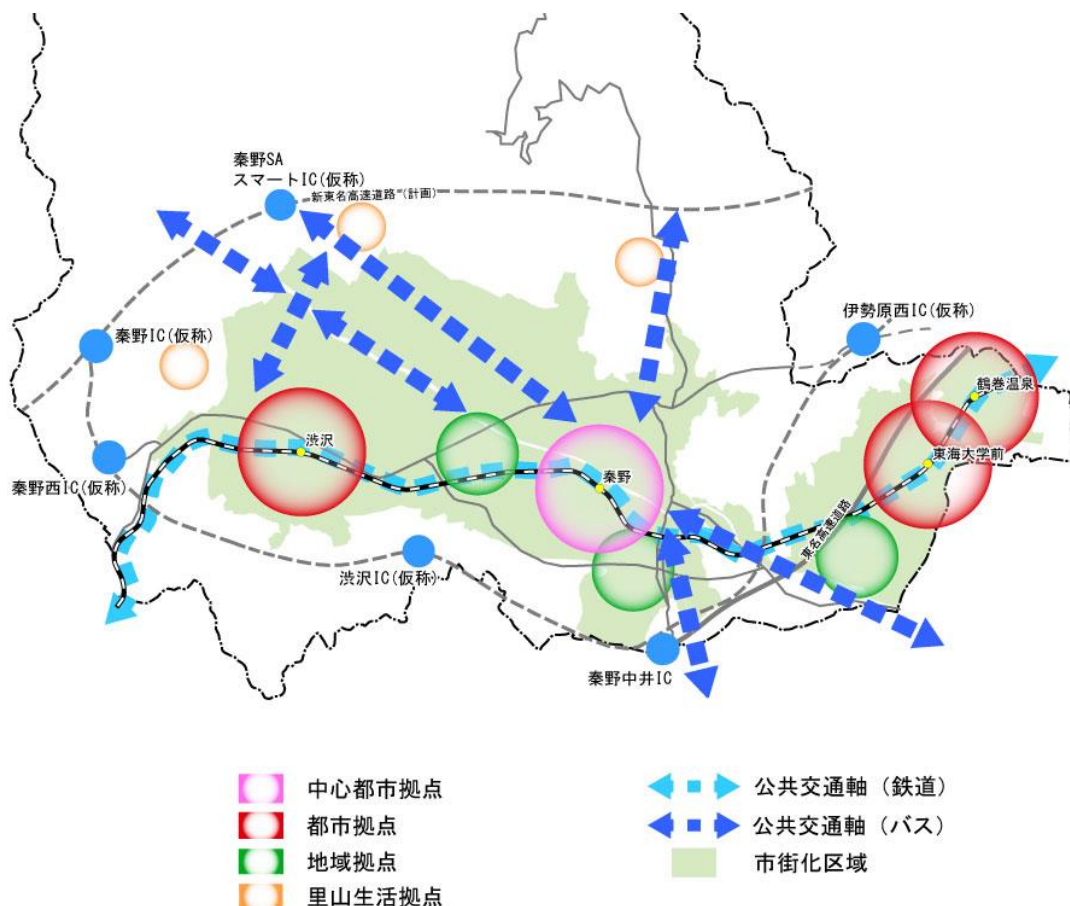 秦野SA
スマートIC(仮称)
新東名高速道路（計画）
秦野IC(仮称)
伊勢原西IC(仮称)
鶴巻温泉
渋沢
東海大学前
秦野西IC(仮称)
秦野
東名高速道路
渋沢IC(仮称)
秦野中井IC
中心都市拠点
都市拠点
地域拠点
里山生活拠点
公共交通軸（鉄道）
公共交通軸（バス）
市街化区域